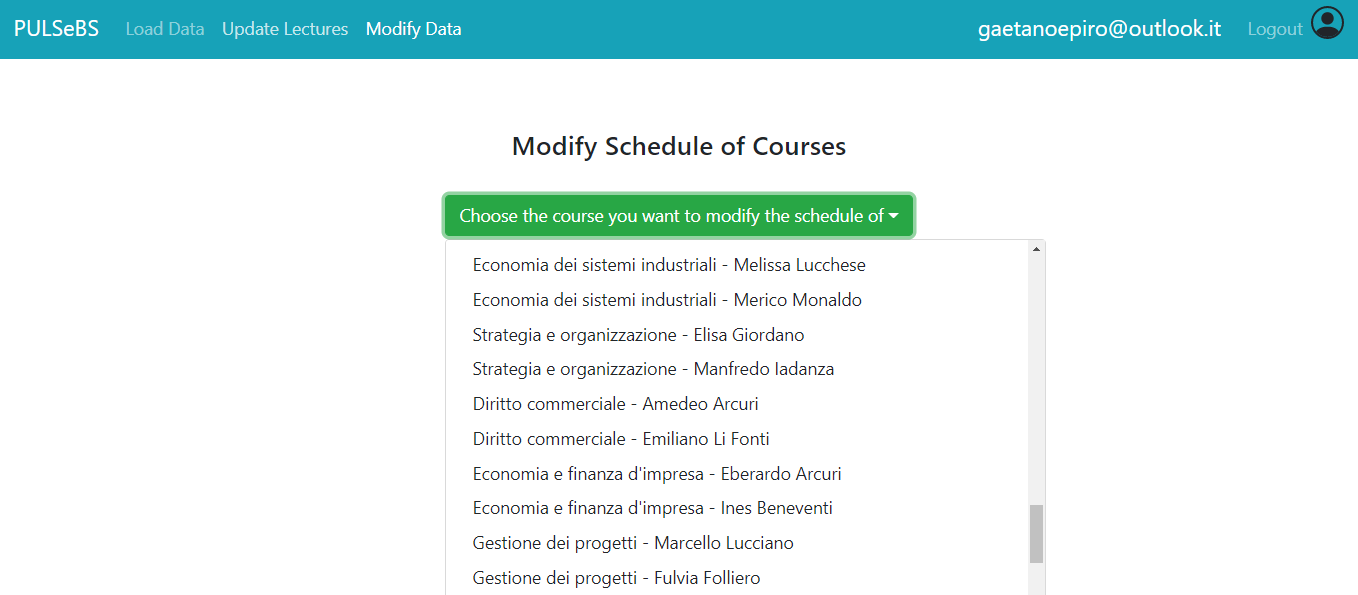 PULSeBS Load Data Update Lectures Modify Data gaetanoepiro@outlook.it Logout
Modify Schedule of Courses
Choose the course you want to modify the schedule of
Economia dei sistemi industriali - Melissa Lucchese
Economia dei sistemi industriali - Merico Monaldo
Strategia e organizzazione - Elisa Giordano
Strategia e organizzazione - Manfredo Iadanza
Diritto commerciale - Amedeo Arcuri
Diritto commerciale - Emiliano Li Fonti
Economia e finanza d'impresa - Eberardo Arcuri
Economia e finanza d'impresa - Ines Beneventi
Gestione dei progetti - Marcello Lucciano
Gestione dei progetti - Fulvia Folliero